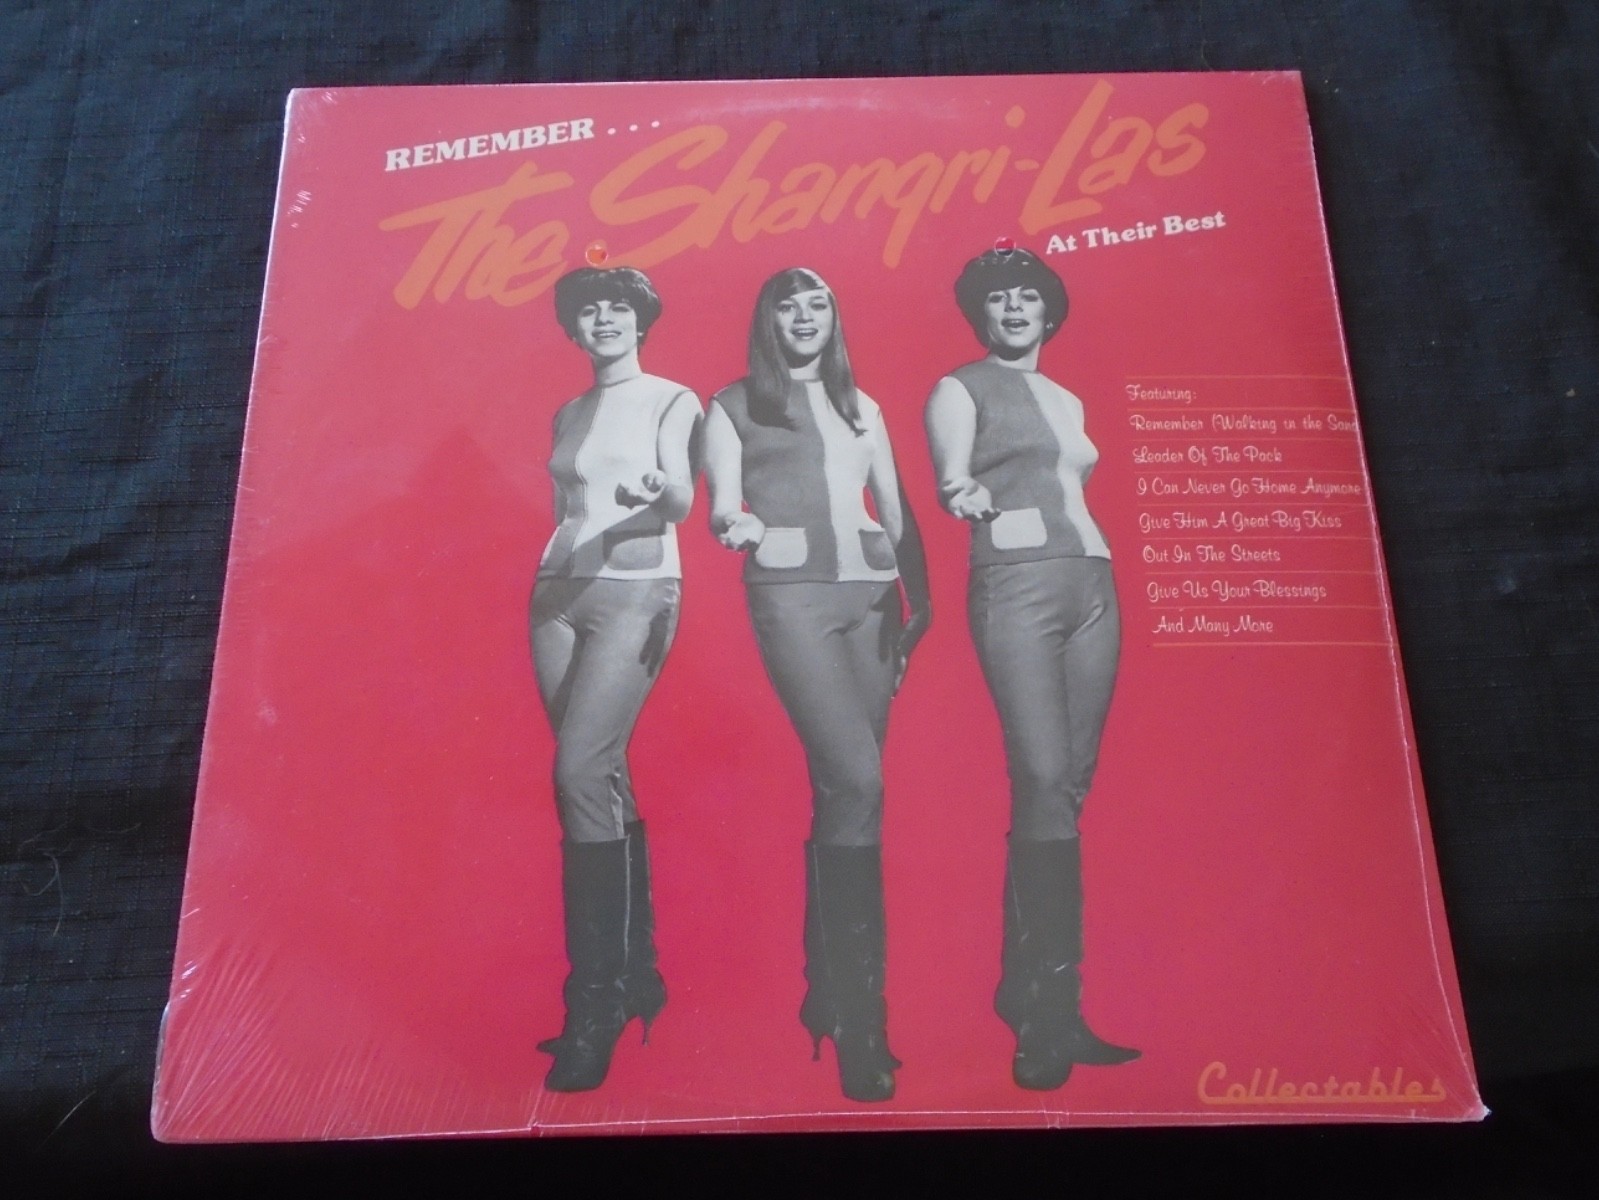 REMEMBER...
The Shangri-Las
At Their Best
Featuring:
Remember (Walking in the Sand
Leader Of The Pack
I Can Never Go Home Anymore
Give Him A Great Big Kiss
Out In The Streets
Give Us Your Blessings
And Many More
Collectables